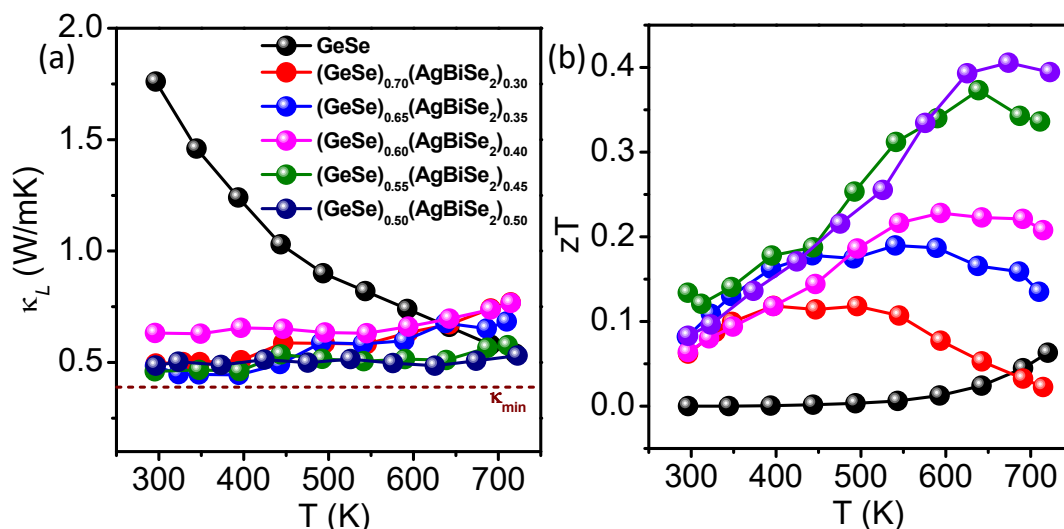 (a)
2.0
1.5
1.0
0.5
κL (W/mK)
GeSe
(GeSe)0.70(AgBiSe2)0.30
(GeSe)0.65(AgBiSe2)0.35
(GeSe)0.60(AgBiSe2)0.40
(GeSe)0.55(AgBiSe2)0.45
(GeSe)0.50(AgBiSe2)0.50
κmin
300 400 500 600 700
T (K)
(b)
0.4
0.3
0.2
0.1
0.0
zT
300 400 500 600 700
T (K)